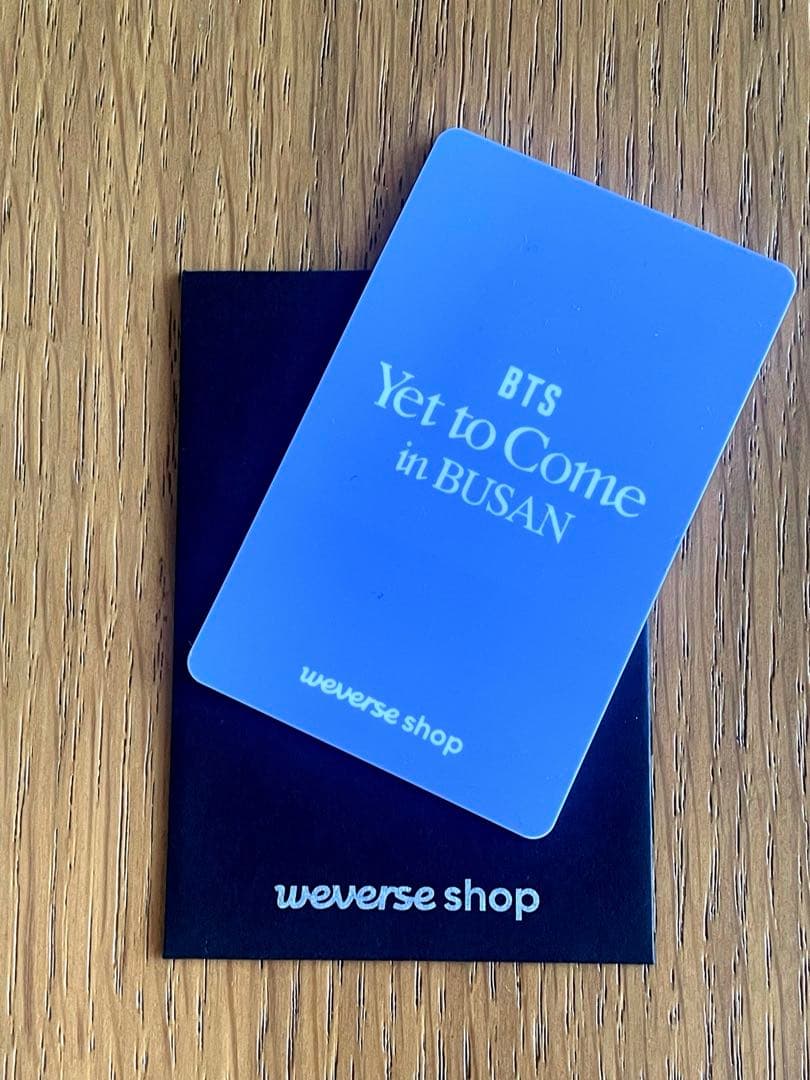 BTS
Yet to Come
in BUSAN
weverse shop
weverse shop